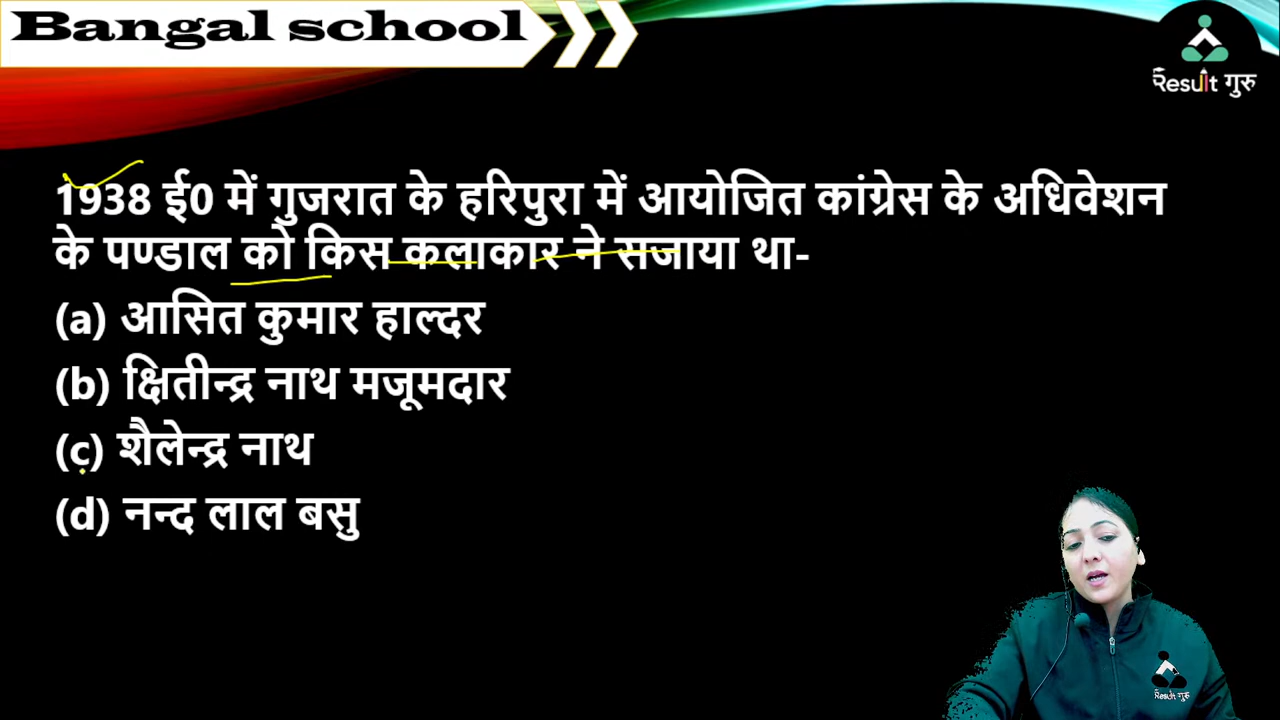 Bangal school
Result गुरु
1938 ई0 में गुजरात के हरिपुरा में आयोजित कांग्रेस के अधिवेशन
के पण्डाल को किस कलाकार ने सजाया था-
(a) आसित कुमार हाल्दर
(b) क्षितीन्द्र नाथ मजूमदार
(c) शैलेन्द्र नाथ
(d) नन्द लाल बसु
Result गुरु